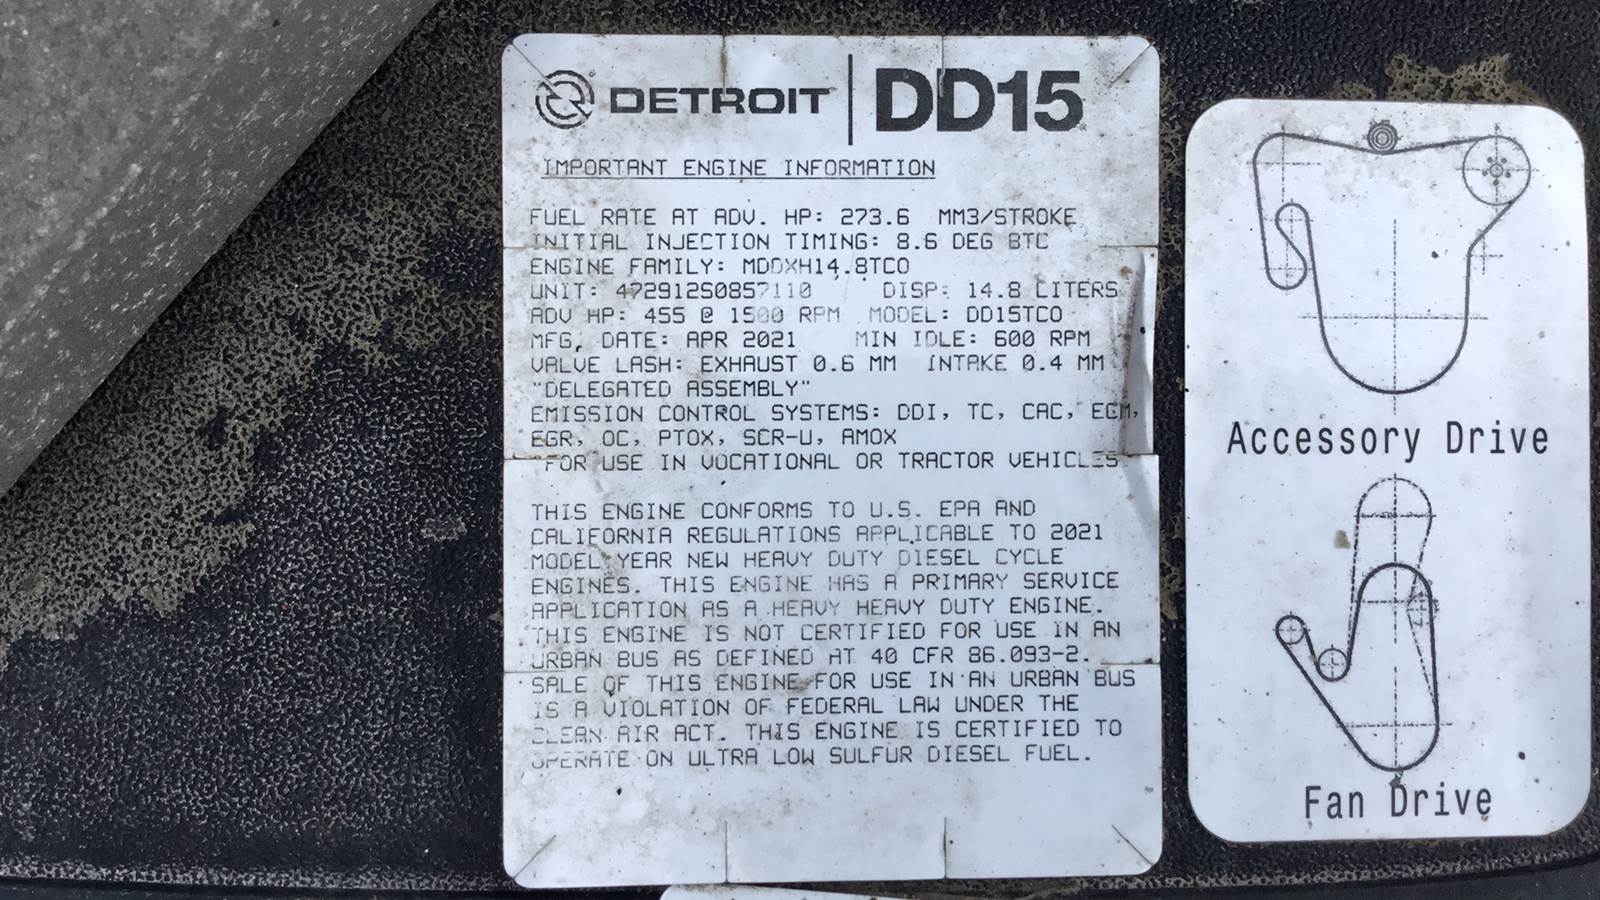 DETROIT DD15
IMPORTANT ENGINE INFORMATION
FUEL RATE AT ADV. HP: 273.6 MM3/STROKE
INITIAL INJECTION TIMING: 8.6 DEG BTC
ENGINE FAMILY: MDDXH14.8TCO
UNIT: 472912S0857110 DISP: 14.8 LITERS
ADV HP: 455 @ 1500 RPM MODEL: DD15TCO
MFG. DATE: APR 2021 MIN IDLE: 600 RPM
VALVE LASH: EXHAUST 0.6 MM INTAKE 0.4 MM
"DELEGATED ASSEMBLY"
EMISSION CONTROL SYSTEMS: DDI, TC, CAC, ECM,
EGR, OC, PTOX, SCR-U, AMOX
"FOR USE IN VOCATIONAL OR TRACTOR VEHICLES"
THIS ENGINE CONFORMS TO U.S. EPA AND
CALIFORNIA REGULATIONS APPLICABLE TO 2021
MODEL YEAR NEW HEAVY DUTY DIESEL CYCLE
ENGINES. THIS ENGINE HAS A PRIMARY SERVICE
APPLICATION AS A HEAVY HEAVY DUTY ENGINE.
THIS ENGINE IS NOT CERTIFIED FOR USE IN AN
URBAN BUS AS DEFINED AT 40 CFR 86.093-2.
SALE OF THIS ENGINE FOR USE IN AN URBAN BUS
IS A VIOLATION OF FEDERAL LAW UNDER THE
CLEAN AIR ACT. THIS ENGINE IS CERTIFIED TO
OPERATE ON ULTRA LOW SULFUR DIESEL FUEL.
Accessory Drive
Fan Drive